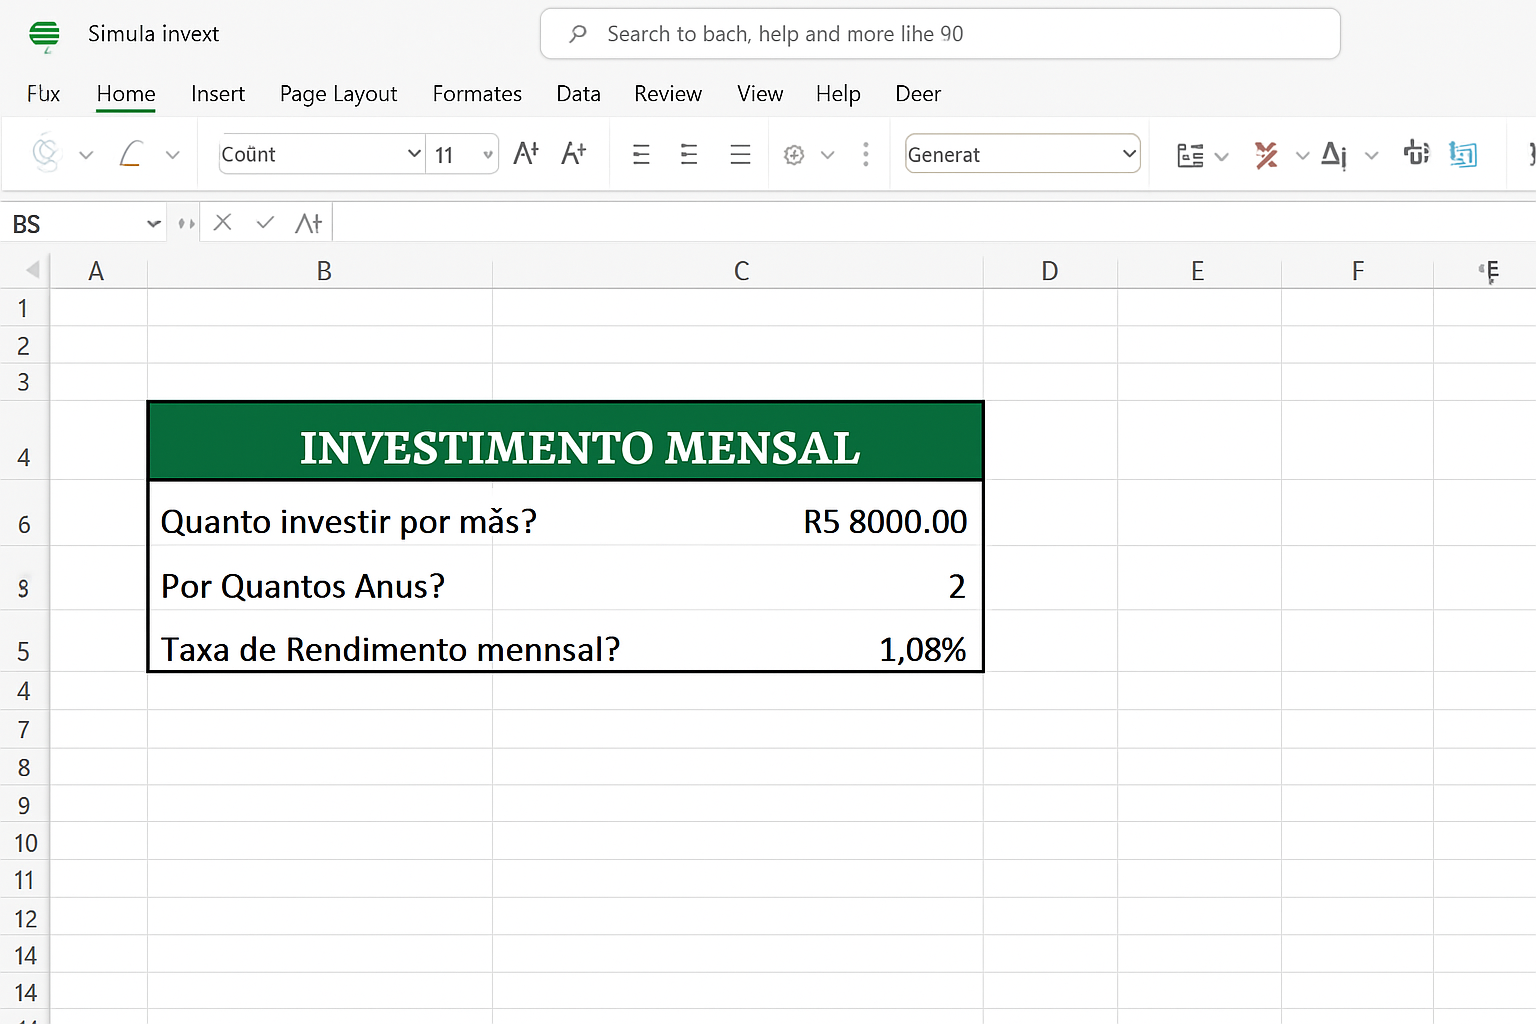 Simula invext
Search to bach, help and more lihe 90
Fŀux Home Insert Page Layout Formates Data Review View Help Deer
Coünt 11 Generat
BS
A B C D E F E
1
2
3
4 INVESTIMENTO MENSAL
6 Quanto investir por mǎs? R5 8000.00
8 Por Quantos Anus? 2
5 Taxa de Rendimento mennsal? 1,08%
4
7
8
9
10
11
12
14
14